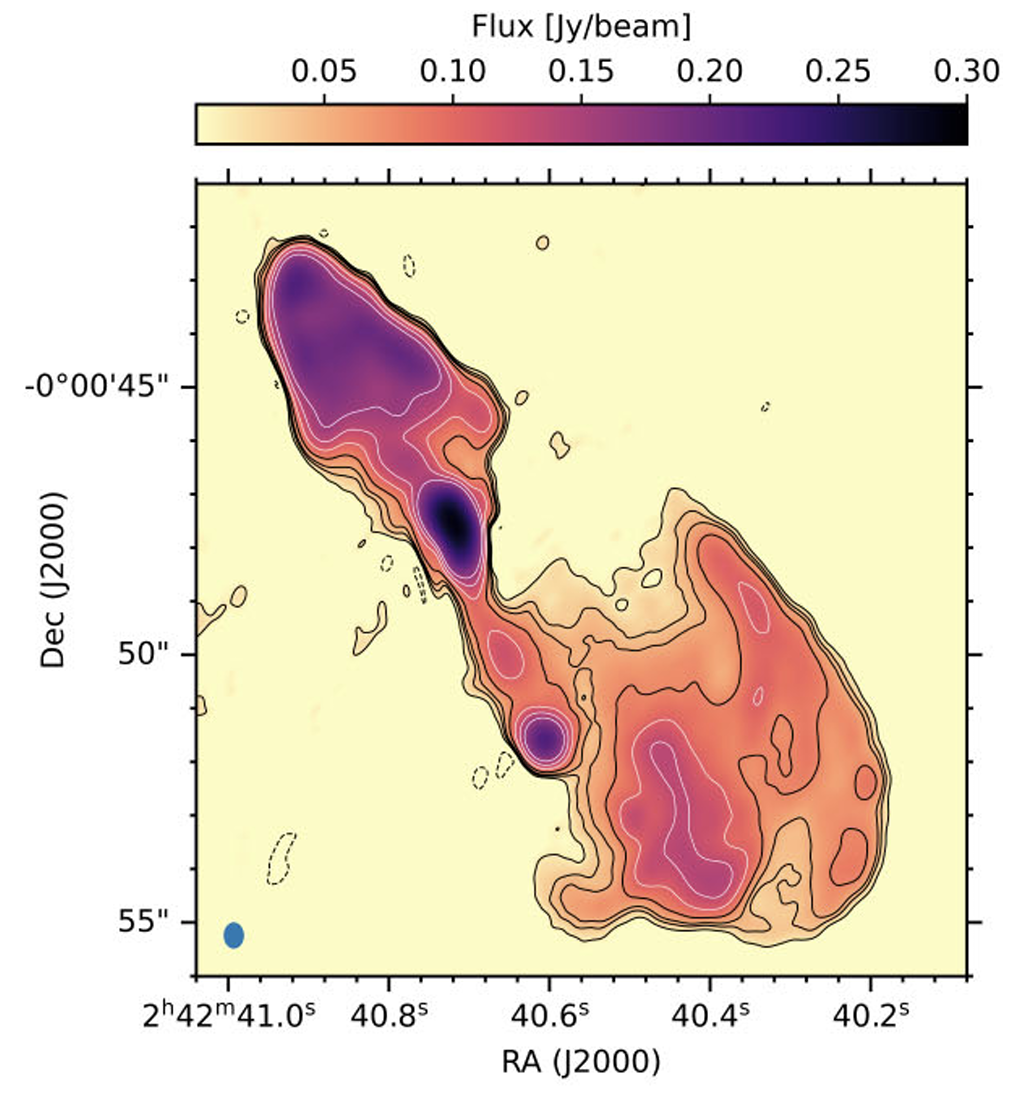 Flux [Jy/beam]
0.05 0.10 0.15 0.20 0.25 0.30
-0°00'45"
50"
55"
Dec (J2000)
2ʰ42ᵐ41.0ˢ 40.8ˢ 40.6ˢ 40.4ˢ 40.2ˢ
RA (J2000)